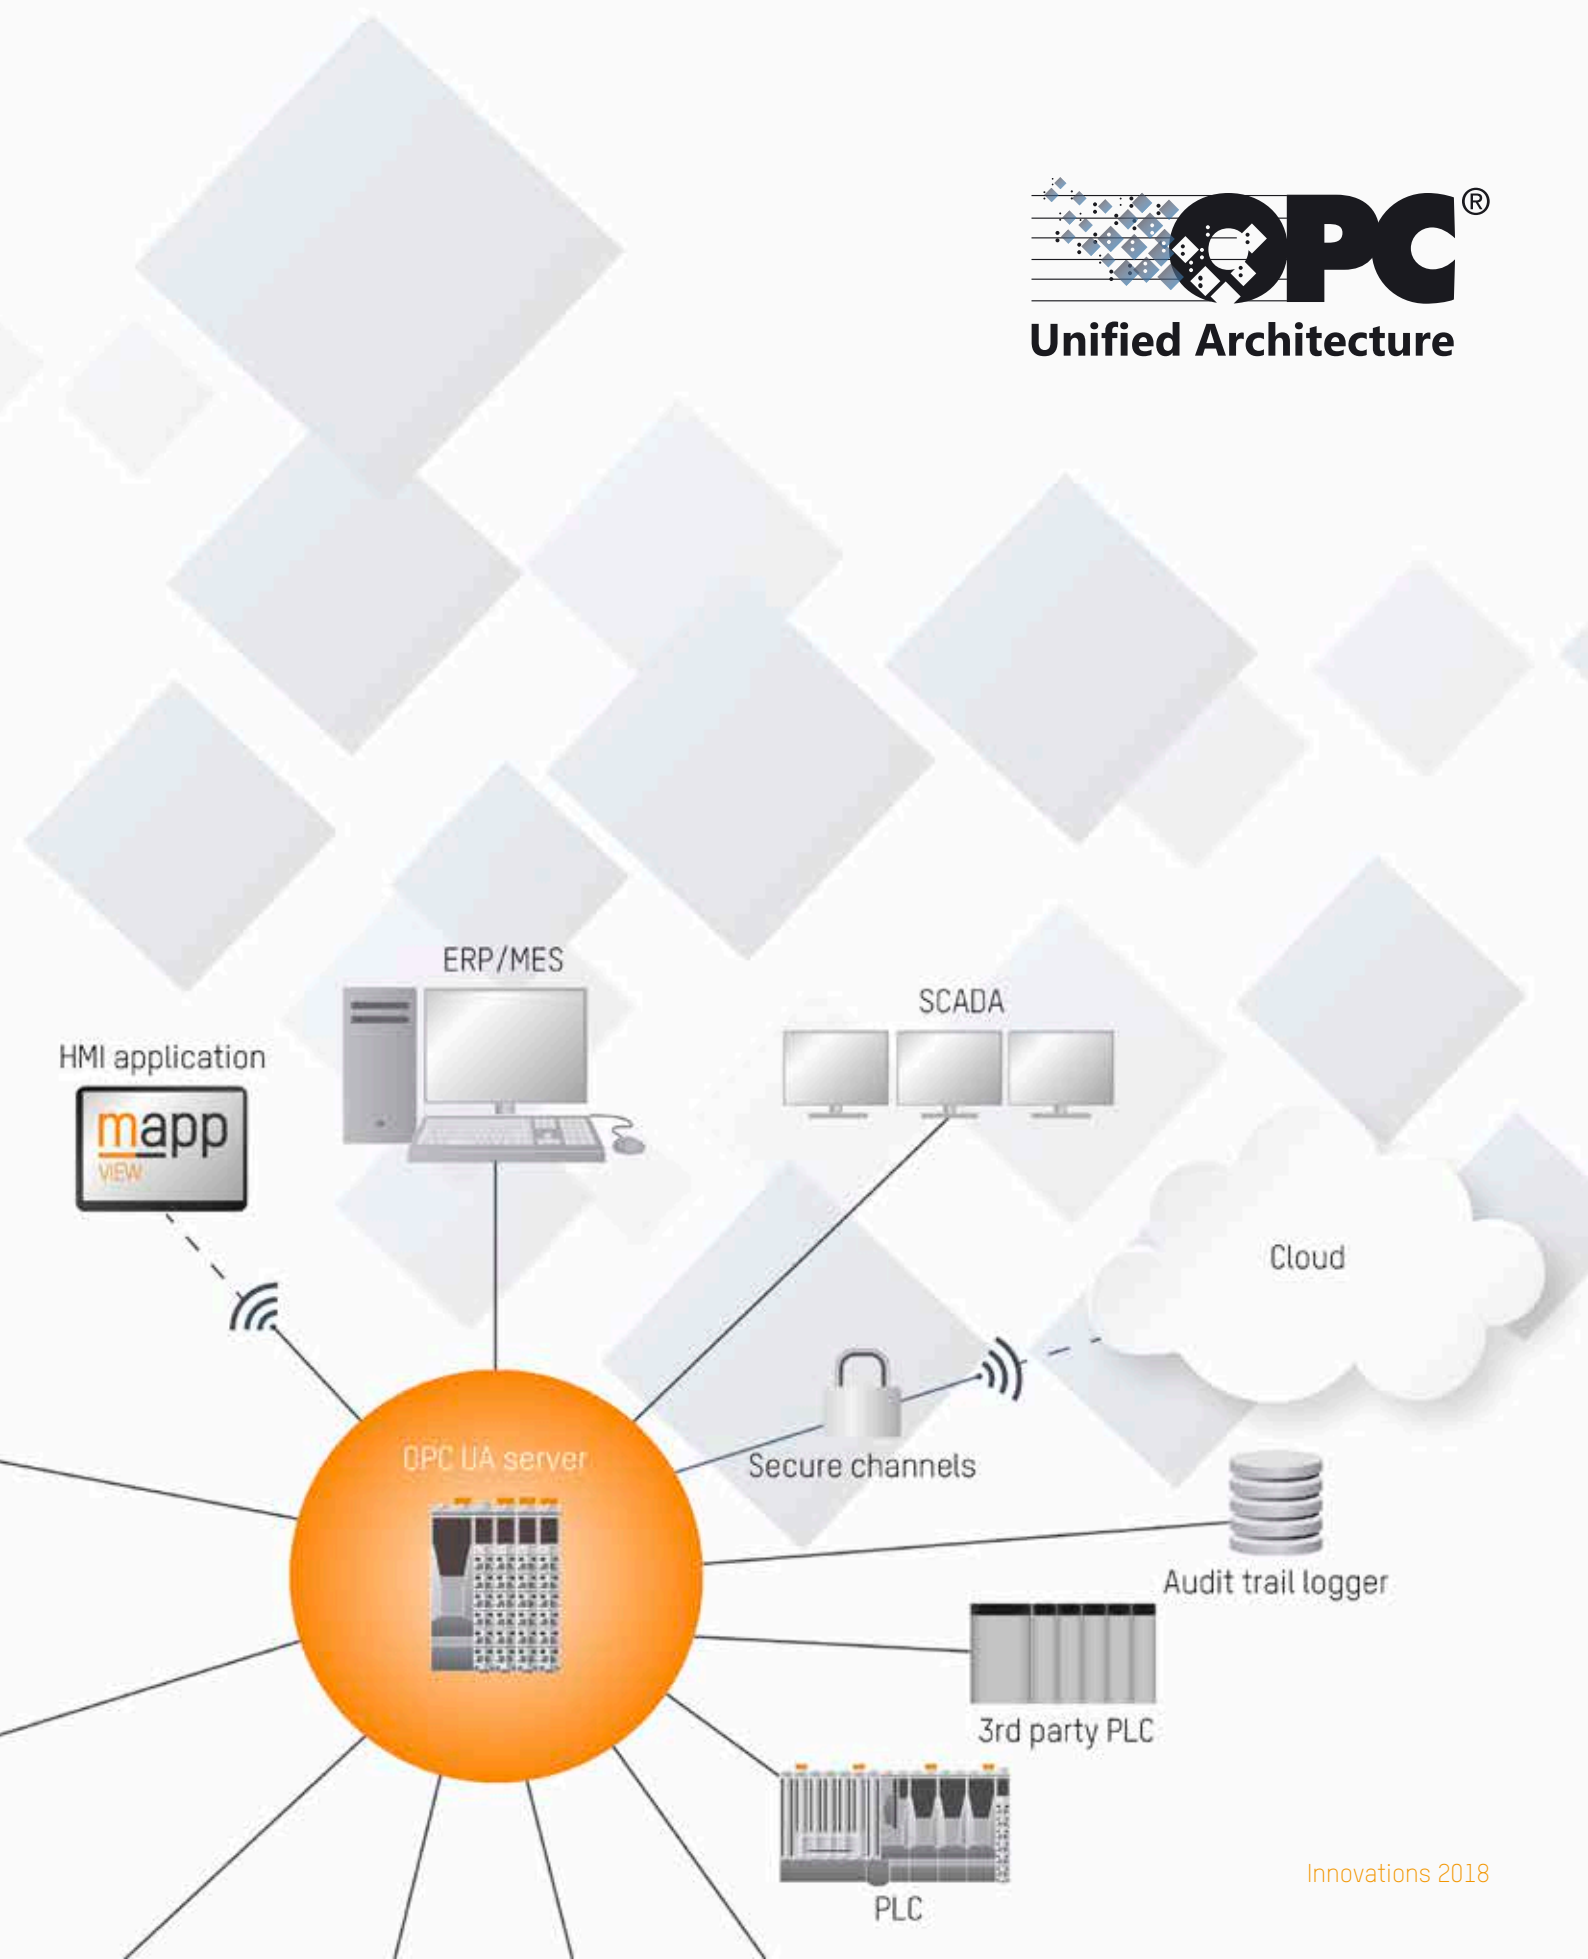 OPC®
Unified Architecture
ERP/MES
SCADA
HMI application
mapp
VIEW
Cloud
OPC UA server
Secure channels
Audit trail logger
3rd party PLC
PLC
Innovations 2018